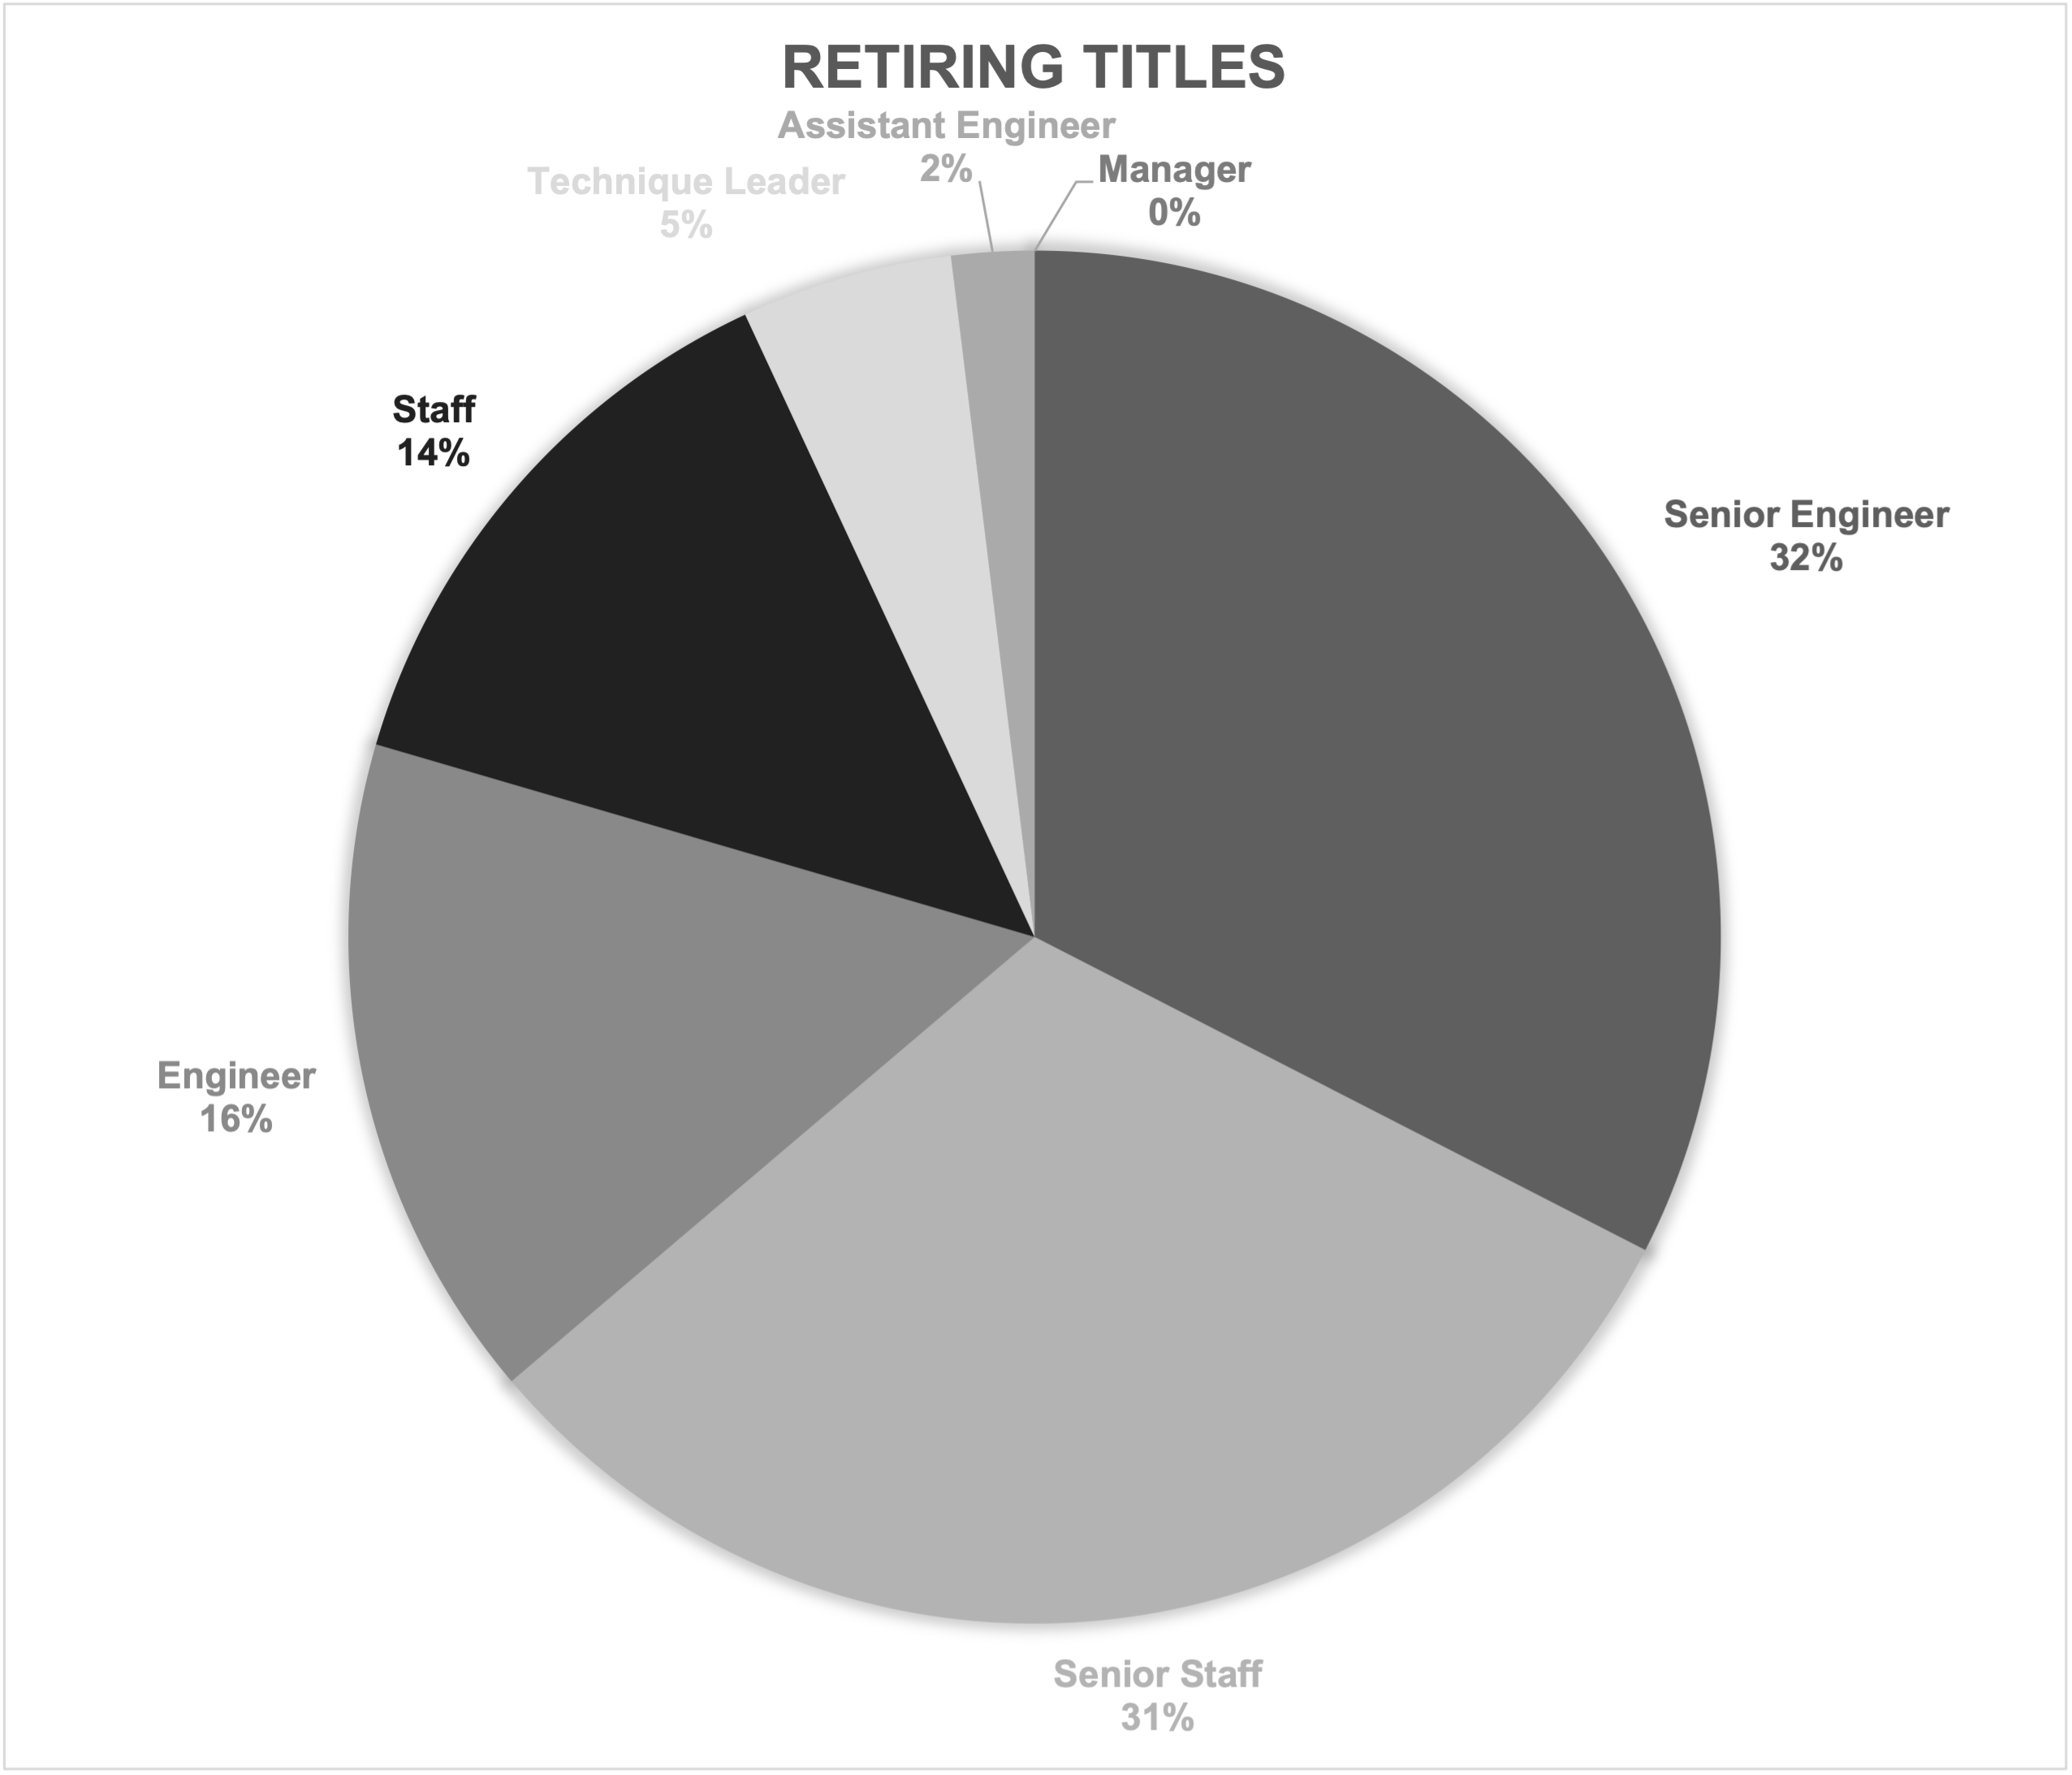 RETIRING TITLES
Assistant Engineer
2%
Manager
0%
Technique Leader
5%
Staff
14%
Senior Engineer
32%
Engineer
16%
Senior Staff
31%